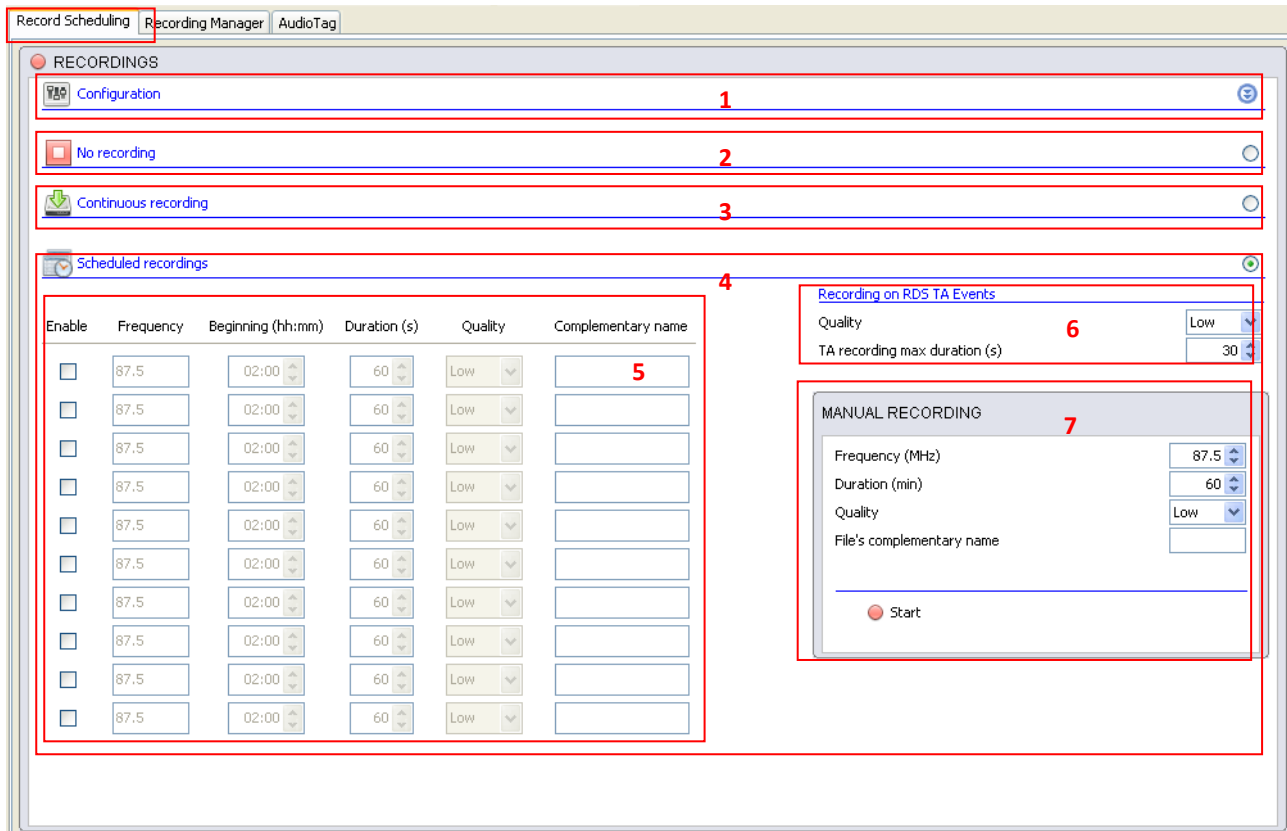 Record Scheduling Recording Manager AudioTag
RECORDINGS
Configuration
1
No recording
2
Continuous recording
3
Scheduled recordings
4
Enable Frequency Beginning (hh:mm) Duration (s) Quality Complementary name
87.5 02:00 60 Low 5
87.5 02:00 60 Low
87.5 02:00 60 Low
87.5 02:00 60 Low
87.5 02:00 60 Low
87.5 02:00 60 Low
87.5 02:00 60 Low
87.5 02:00 60 Low
87.5 02:00 60 Low
87.5 02:00 60 Low
Recording on RDS TA Events
Quality Low
6
TA recording max duration (s) 30
MANUAL RECORDING
7
Frequency (MHz) 87.5
Duration (min) 60
Quality Low
File's complementary name
Start